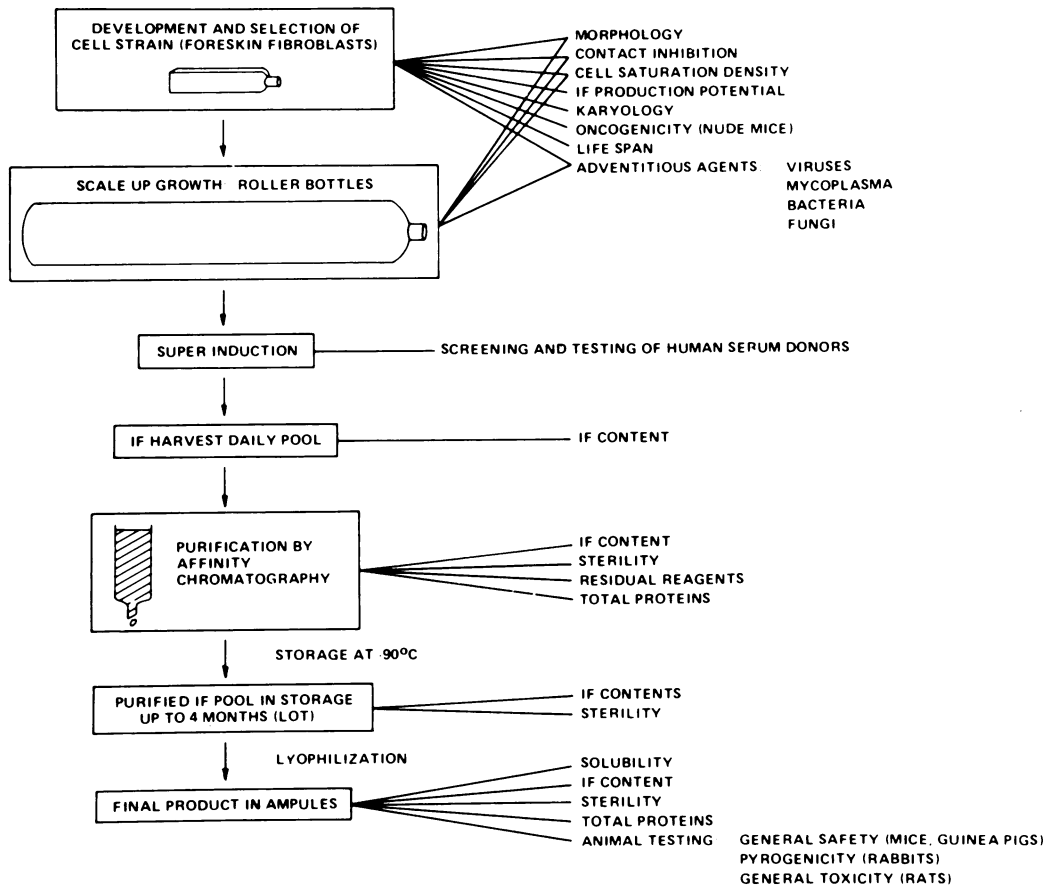 DEVELOPMENT AND SELECTION OF
CELL STRAIN (FORESKIN FIBROBLASTS)
MORPHOLOGY
CONTACT INHIBITION
CELL SATURATION DENSITY
IF PRODUCTION POTENTIAL
KARYOLOGY
ONCOGENICITY (NUDE MICE)
LIFE SPAN
ADVENTITIOUS AGENTS VIRUSES
MYCOPLASMA
BACTERIA
FUNGI
SCALE UP GROWTH ROLLER BOTTLES
SUPER INDUCTION
SCREENING AND TESTING OF HUMAN SERUM DONORS
IF HARVEST DAILY POOL
IF CONTENT
PURIFICATION BY
AFFINITY
CHROMATOGRAPHY
IF CONTENT
STERILITY
RESIDUAL REAGENTS
TOTAL PROTEINS
STORAGE AT -90°C
PURIFIED IF POOL IN STORAGE
UP TO 4 MONTHS (LOT)
IF CONTENTS
STERILITY
LYOPHILIZATION
FINAL PRODUCT IN AMPULES
SOLUBILITY
IF CONTENT
STERILITY
TOTAL PROTEINS
ANIMAL TESTING GENERAL SAFETY (MICE, GUINEA PIGS)
PYROGENICITY (RABBITS)
GENERAL TOXICITY (RATS)